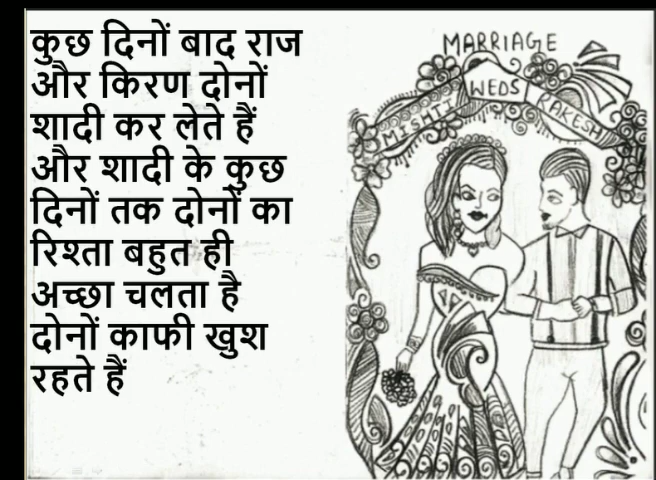 कुछ दिनों बाद राज
और किरण दोनों
शादी कर लेते हैं
और शादी के कुछ
दिनों तक दोनों का
रिश्ता बहुत ही
अच्छा चलता है
दोनों काफी खुश
रहते हैं
MARRIAGE
MISHTI WEDS RAKESH